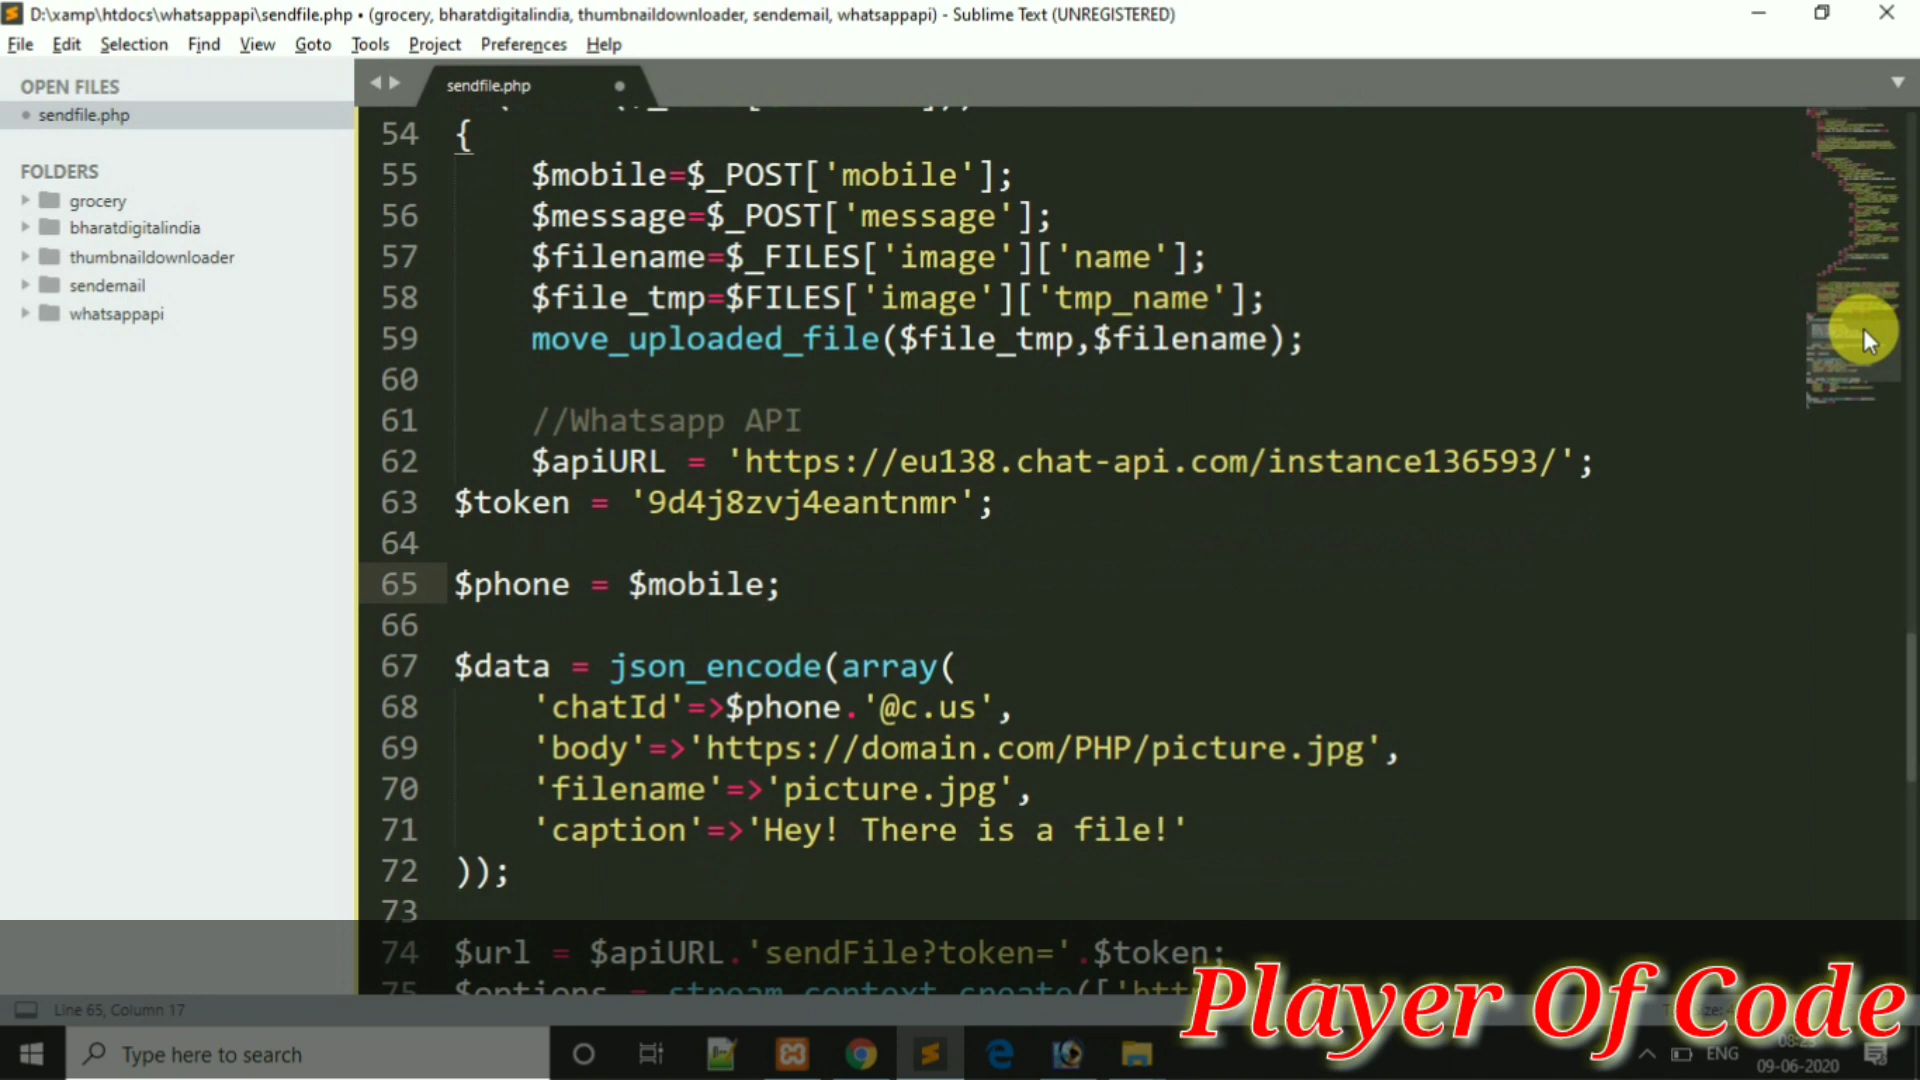 D:\xamp\htdocs\whatsappapi\sendfile.php • (grocery, bharatdigitalindia, thumbnaildownloader, sendemail, whatsappapi) - Sublime Text (UNREGISTERED)
File Edit Selection Find View Goto Tools Project Preferences Help
OPEN FILES
sendfile.php
FOLDERS
grocery
bharatdigitalindia
thumbnaildownloader
sendemail
whatsappapi
sendfile.php
54 {
55 $mobile=$_POST['mobile'];
56 $message=$_POST['message'];
57 $filename=$_FILES['image']['name'];
58 $file_tmp=$FILES['image']['tmp_name'];
59 move_uploaded_file($file_tmp,$filename);
60
61 //Whatsapp API
62 $apiURL = 'https://eu138.chat-api.com/instance136593/';
63 $token = '9d4j8zvj4eantnmr';
64
65 $phone = $mobile;
66
67 $data = json_encode(array(
68 'chatId'=>$phone.'@c.us',
69 'body'=>'https://domain.com/PHP/picture.jpg',
70 'filename'=>'picture.jpg',
71 'caption'=>'Hey! There is a file!'
72 ));
73
74 $url = $apiURL.'sendFile?token='.$token;
75 $options = stream_context_create(['htt
Player Of Code
Line 65, Column 17
Type here to search
ENG
08:25
09-06-2020